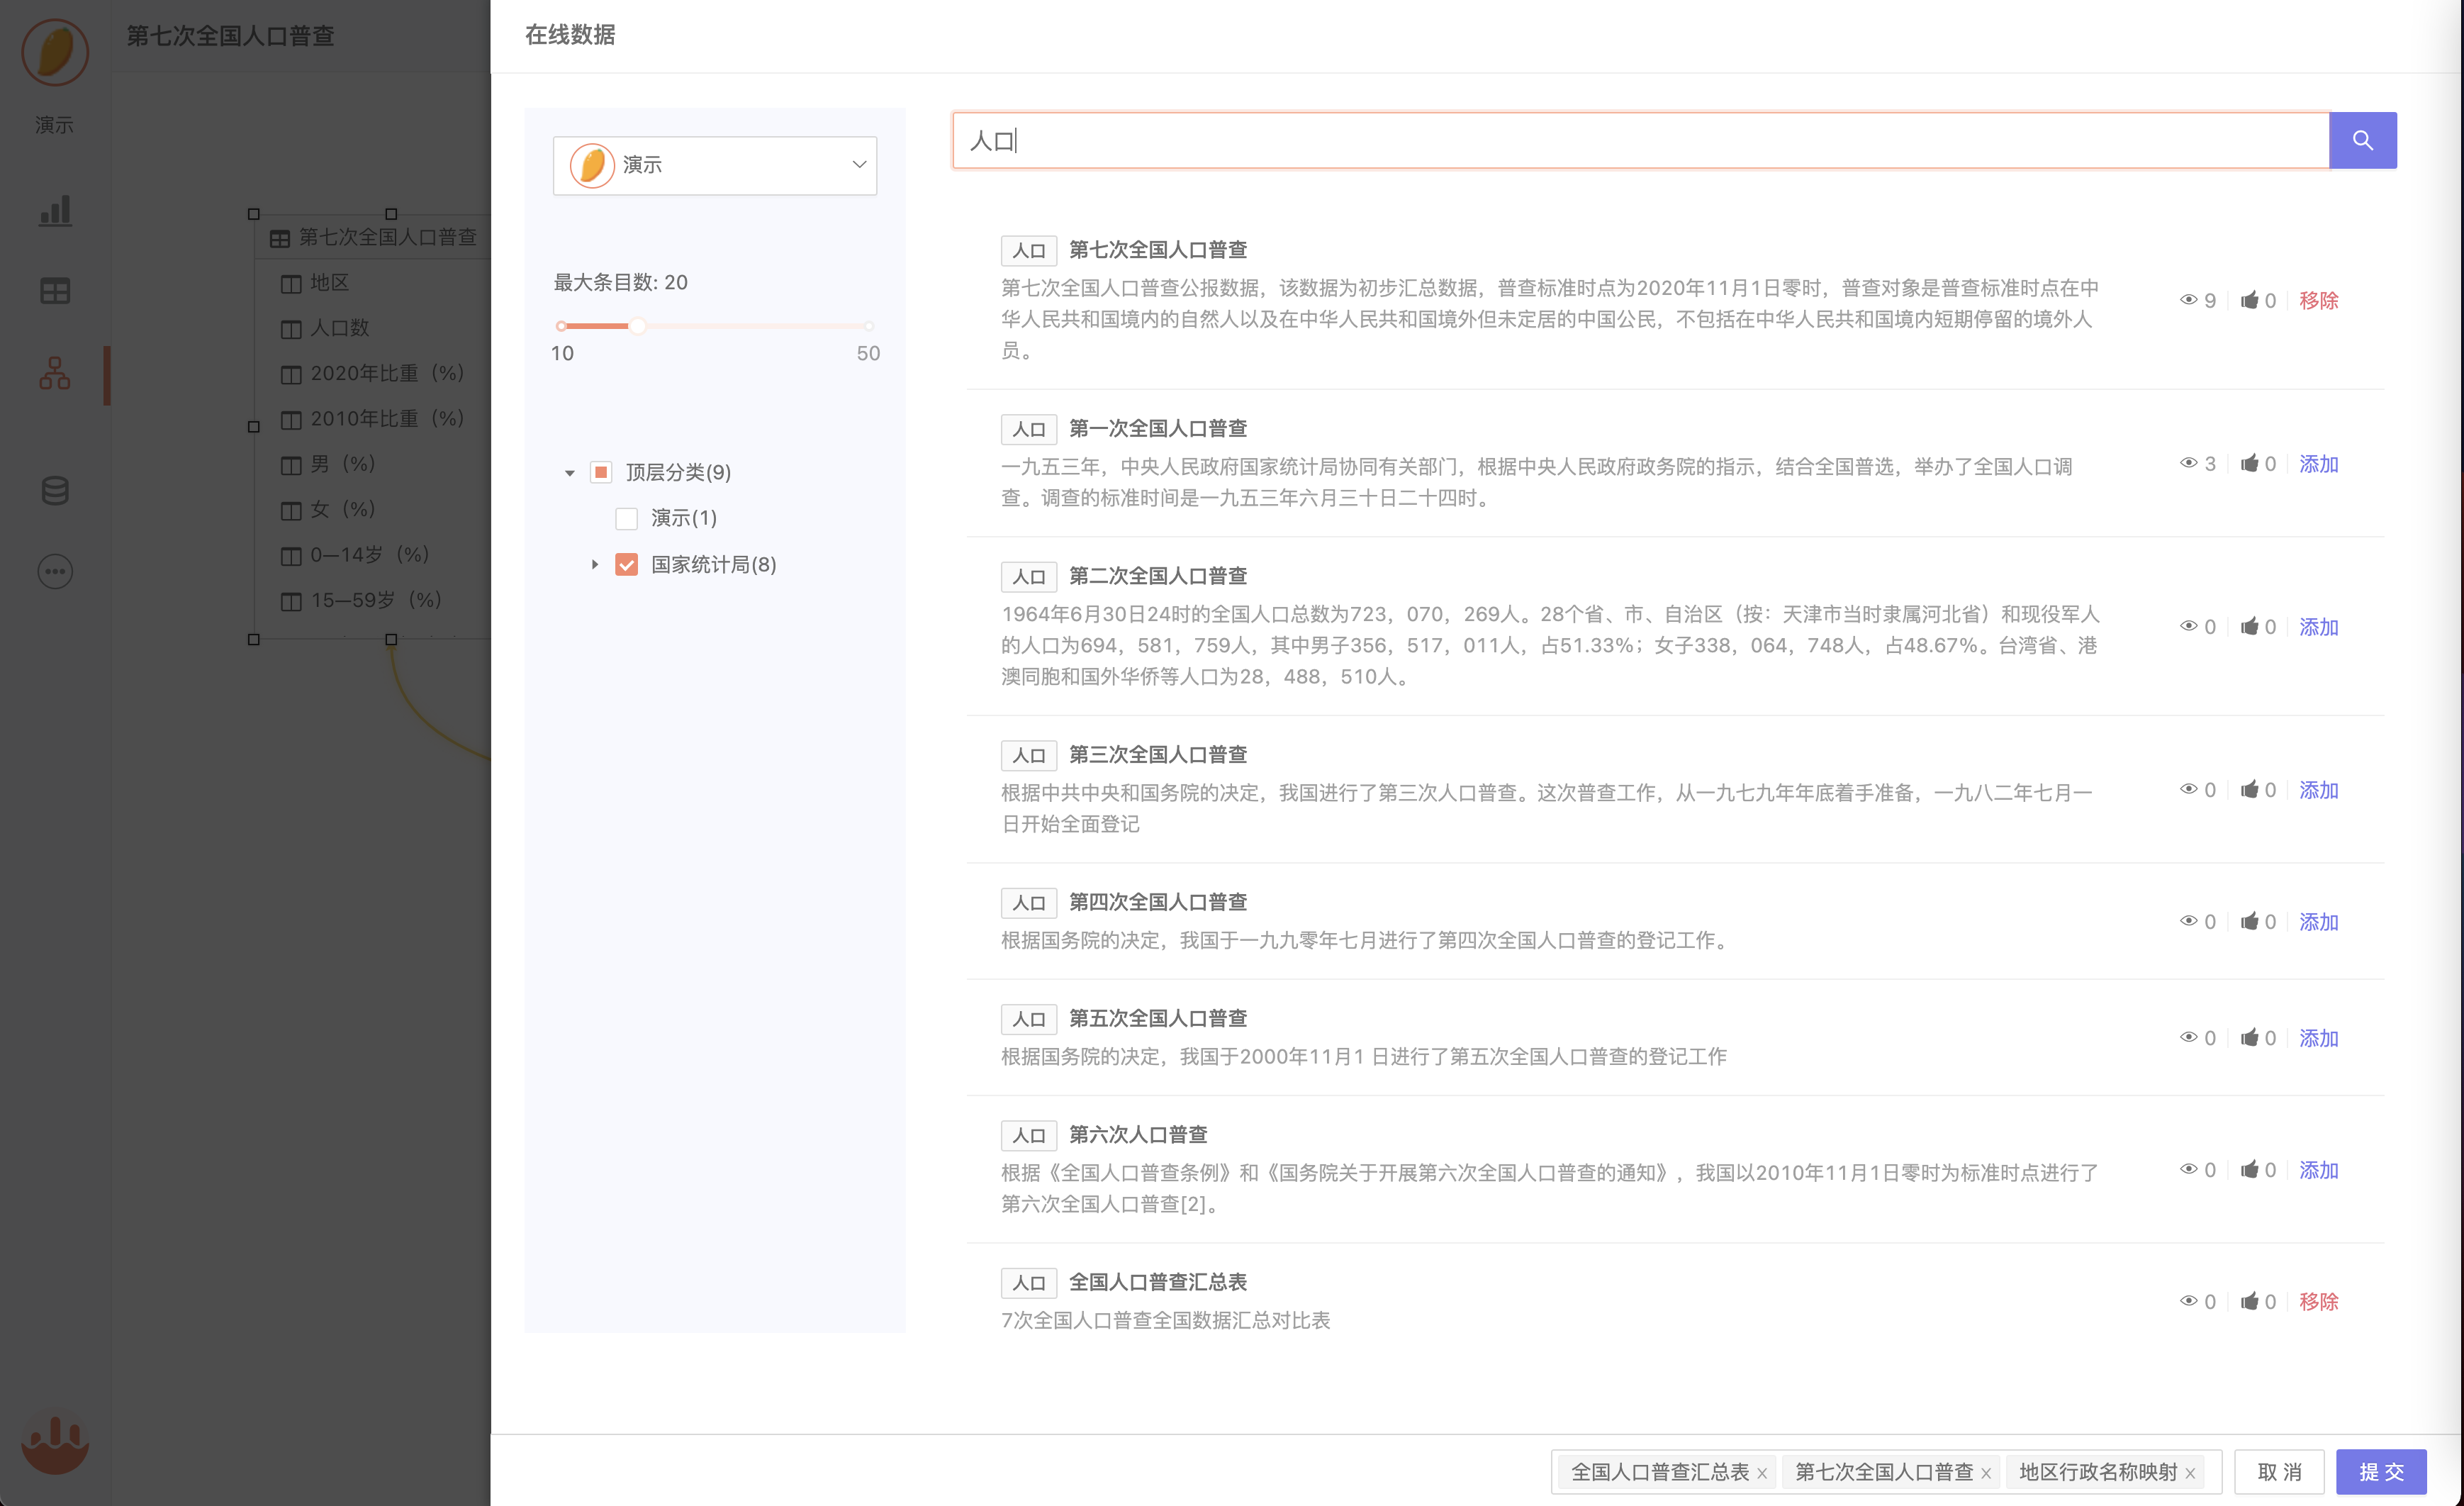 第七次全国人口普查
演示
第七次全国人口普查
地区
人口数
2020年比重（%）
2010年比重（%）
男（%）
女（%）
0—14岁（%）
15—59岁（%）
在线数据
演示
最大条目数: 20
10 50
顶层分类(9)
演示(1)
国家统计局(8)
人口
人口 第七次全国人口普查
第七次全国人口普查公报数据，该数据为初步汇总数据，普查标准时点为2020年11月1日零时，普查对象是普查标准时点在中
华人民共和国境内的自然人以及在中华人民共和国境外但未定居的中国公民，不包括在中华人民共和国境内短期停留的境外人
员。
9 0 移除
人口 第一次全国人口普查
一九五三年，中央人民政府国家统计局协同有关部门，根据中央人民政府政务院的指示，结合全国普选，举办了全国人口调
查。调查的标准时间是一九五三年六月三十日二十四时。
3 0 添加
人口 第二次全国人口普查
1964年6月30日24时的全国人口总数为723，070，269人。28个省、市、自治区（按：天津市当时隶属河北省）和现役军人
的人口为694，581，759人，其中男子356，517，011人，占51.33%；女子338，064，748人，占48.67%。台湾省、港
澳同胞和国外华侨等人口为28，488，510人。
0 0 添加
人口 第三次全国人口普查
根据中共中央和国务院的决定，我国进行了第三次人口普查。这次普查工作，从一九七九年年底着手准备，一九八二年七月一
日开始全面登记
0 0 添加
人口 第四次全国人口普查
根据国务院的决定，我国于一九九零年七月进行了第四次全国人口普查的登记工作。
0 0 添加
人口 第五次全国人口普查
根据国务院的决定，我国于2000年11月1 日进行了第五次全国人口普查的登记工作
0 0 添加
人口 第六次人口普查
根据《全国人口普查条例》和《国务院关于开展第六次全国人口普查的通知》，我国以2010年11月1日零时为标准时点进行了
第六次全国人口普查[2]。
0 0 添加
人口 全国人口普查汇总表
7次全国人口普查全国数据汇总对比表
0 0 移除
全国人口普查汇总表 x 第七次全国人口普查 x 地区行政名称映射 x 取 消 提 交